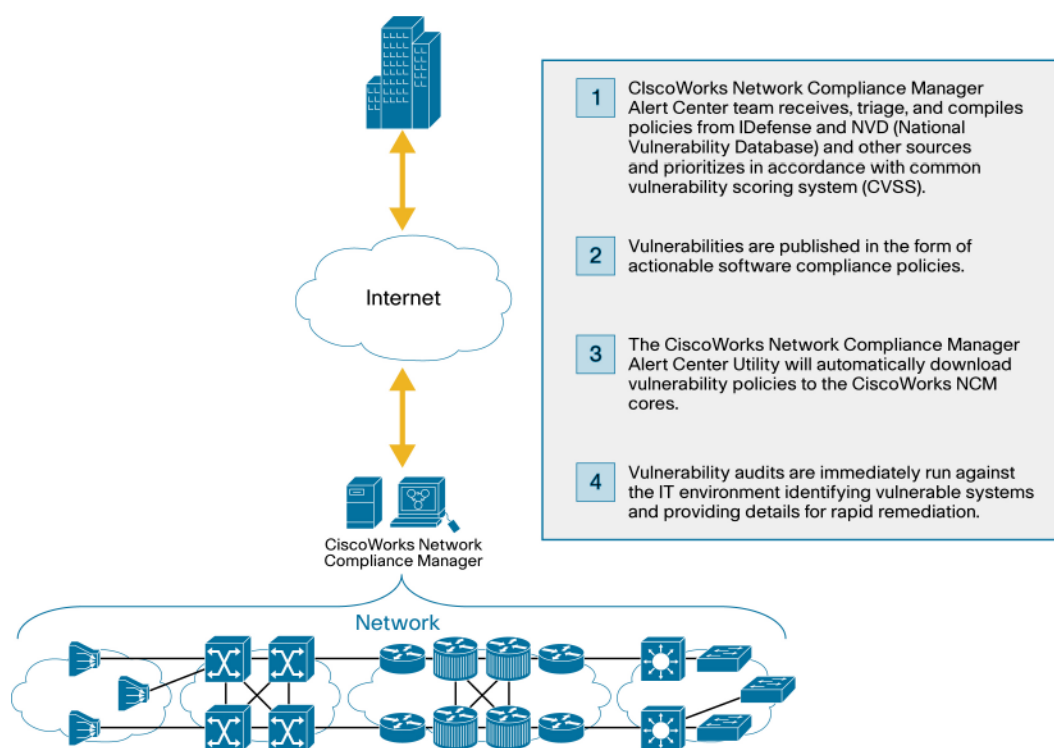 1
CIscoWorks Network Compliance Manager
Alert Center team receives, triage, and compiles
policies from IDefense and NVD (National
Vulnerability Database) and other sources
and prioritizes in accordance with common
vulnerability scoring system (CVSS).
2
Vulnerabilities are published in the form of
actionable software compliance policies.
Internet
3
The CiscoWorks Network Compliance Manager
Alert Center Utility will automatically download
vulnerability policies to the CiscoWorks NCM
cores.
4
Vulnerability audits are immediately run against
the IT environment identifying vulnerable systems
and providing details for rapid remediation.
CiscoWorks Network
Compliance Manager
Network